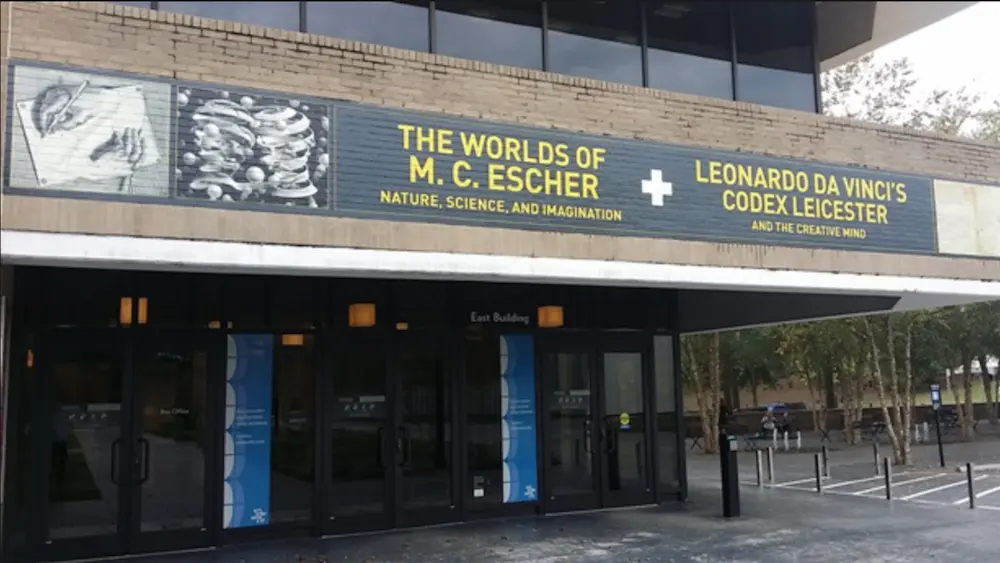 THE WORLDS OF
M. C. ESCHER
NATURE, SCIENCE, AND IMAGINATION
LEONARDO DA VINCI'S
CODEX LEICESTER
AND THE CREATIVE MIND
East Building
Box Office